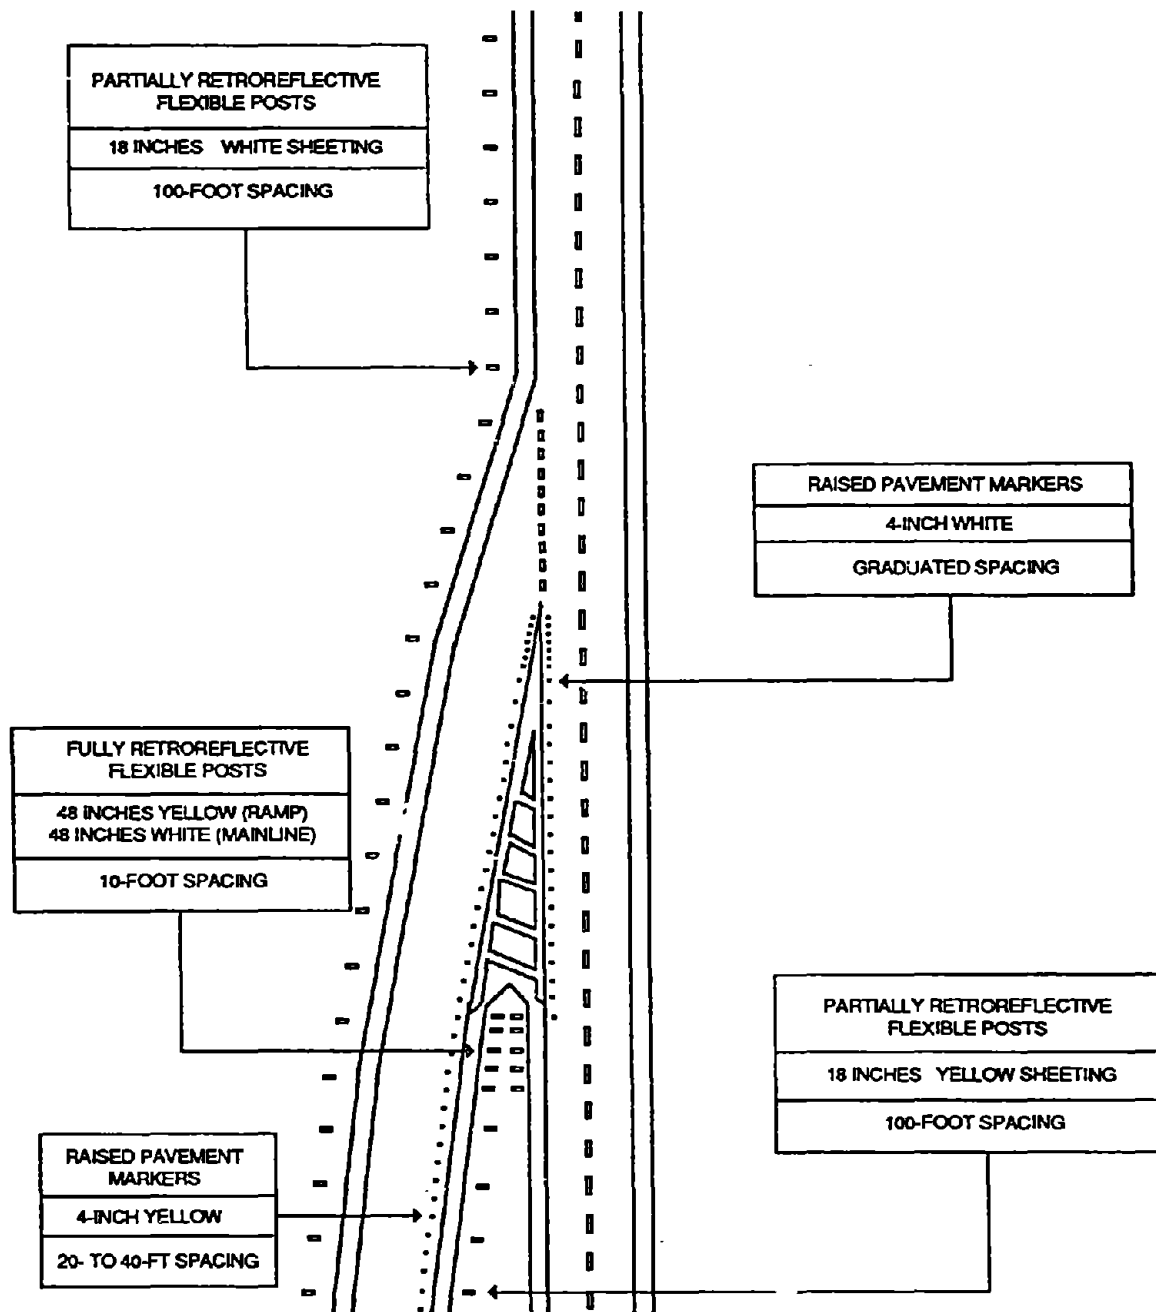 PARTIALLY RETROREFLECTIVE
FLEXIBLE POSTS
18 INCHES WHITE SHEETING
100-FOOT SPACING
RAISED PAVEMENT MARKERS
4-INCH WHITE
GRADUATED SPACING
FULLY RETROREFLECTIVE
FLEXIBLE POSTS
48 INCHES YELLOW (RAMP)
48 INCHES WHITE (MAINLINE)
10-FOOT SPACING
PARTIALLY RETROREFLECTIVE
FLEXIBLE POSTS
18 INCHES YELLOW SHEETING
100-FOOT SPACING
RAISED PAVEMENT
MARKERS
4-INCH YELLOW
20- TO 40-FT SPACING